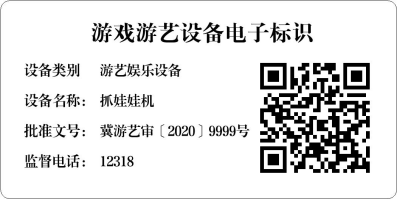 游戏游艺设备电子标识
设备类别 游艺娱乐设备
设备名称： 抓娃娃机
批准文号： 冀游艺审〔2020〕9999号
监督电话： 12318